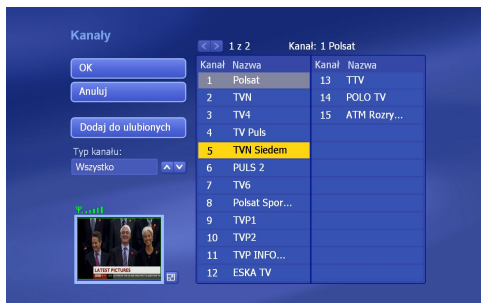 Kanały
OK
Anuluj
Dodaj do ulubionych
Typ kanału:
Wszystko
LATEST PICTURES
1 z 2 Kanał: 1 Polsat
Kanał Nazwa
1 Polsat
2 TVN
3 TV4
4 TV Puls
5 TVN Siedem
6 PULS 2
7 TV6
8 Polsat Spor...
9 TVP1
10 TVP2
11 TVP INFO...
12 ESKA TV
Kanał Nazwa
13 TTV
14 POLO TV
15 ATM Rozry...